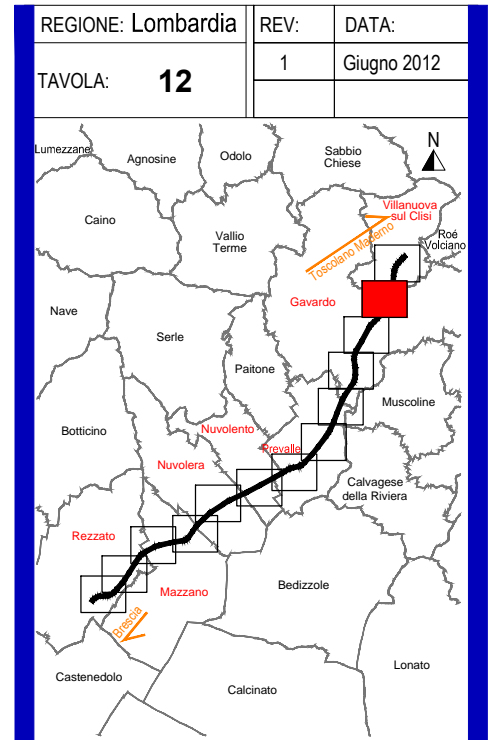 REGIONE: Lombardia
REV:
DATA:
TAVOLA: 12
1
Giugno 2012
Lumezzane
Agnosine
Odolo
Sabbio
Chiese
N
Caino
Vallio
Terme
Villanuova
sul Clisi
Roé
Volciano
Toscolano Maderno
Gavardo
Nave
Serle
Paitone
Muscoline
Botticino
Nuvolento
Prevalle
Nuvolera
Calvagese
della Riviera
Rezzato
Mazzano
Bedizzole
Brescia
Castenedolo
Calcinato
Lonato